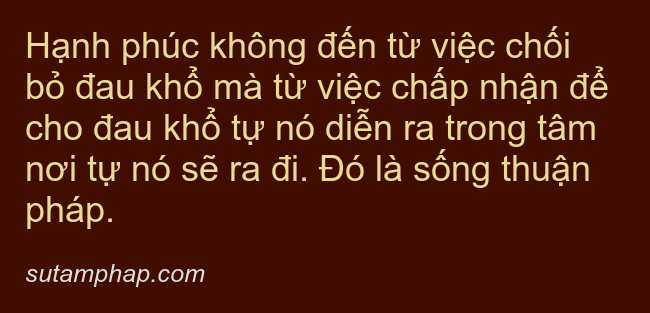 Hạnh phúc không đến từ việc chối
bỏ đau khổ mà từ việc chấp nhận để
cho đau khổ tự nó diễn ra trong tâm
nơi tự nó sẽ ra đi. Đó là sống thuận
pháp.
sutamphap.com